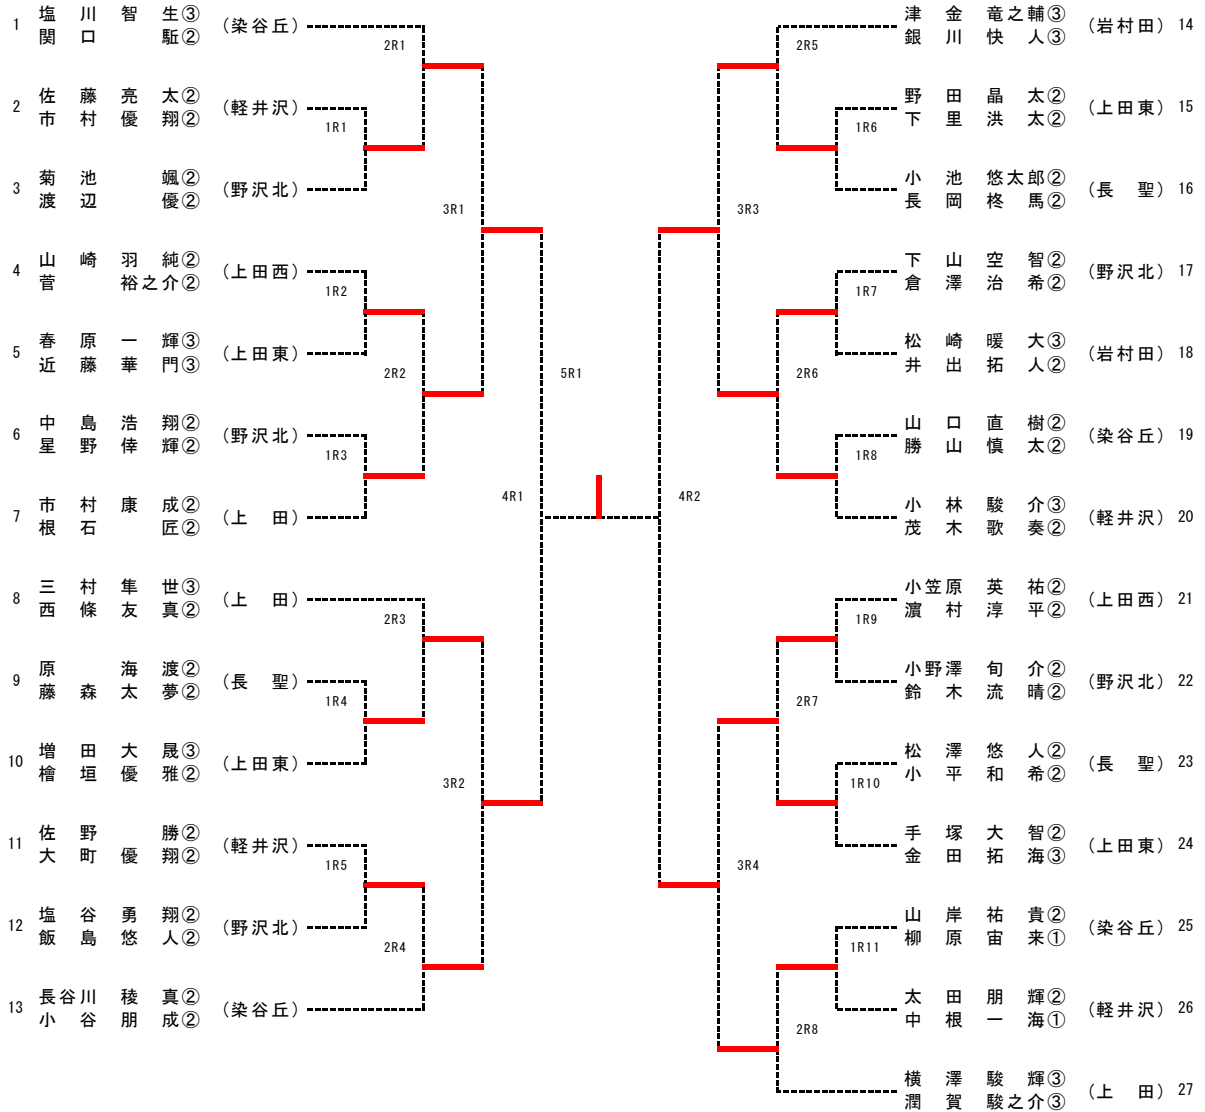 1 塩川智生③ (染谷丘)
関口駈②
2 佐藤亮太② (軽井沢)
市村優翔②
3 菊池颯② (野沢北)
渡辺優②
4 山崎羽純② (上田西)
菅裕之介②
5 春原一輝③ (上田東)
近藤華門③
6 中島浩翔② (野沢北)
星野倖輝②
7 市村康成② (上田)
根石匠②
8 三村隼世③ (上田)
西條友真②
9 原海渡② (長聖)
藤森太夢②
10 増田大晟③ (上田東)
檜垣優雅②
11 佐野勝② (軽井沢)
大町優翔②
12 塩谷勇翔② (野沢北)
飯島悠人②
13 長谷川稜真② (染谷丘)
小谷朋成②
1R1
1R2
1R3
1R4
1R5
2R1
2R2
2R3
2R4
3R1
3R2
4R1
5R1
4R2
3R3
3R4
2R5
2R6
2R7
2R8
1R6
1R7
1R8
1R9
1R10
1R11
津金竜之輔③ (岩村田) 14
銀川快人③
野田晶太② (上田東) 15
下里洪太②
小池悠太郎② (長聖) 16
長岡柊馬②
下山空智② (野沢北) 17
倉澤治希②
松崎暖大③ (岩村田) 18
井出拓人②
山口直樹② (染谷丘) 19
勝山慎太②
小林駿介③ (軽井沢) 20
茂木歌奏②
小笠原英祐② (上田西) 21
濵村淳平②
小野澤旬介② (野沢北) 22
鈴木流晴②
松澤悠人② (長聖) 23
小平和希②
手塚大智② (上田東) 24
金田拓海③
山岸祐貴② (染谷丘) 25
柳原宙来①
太田朋輝② (軽井沢) 26
中根一海①
横澤駿輝③ (上田) 27
潤賀駿之介③